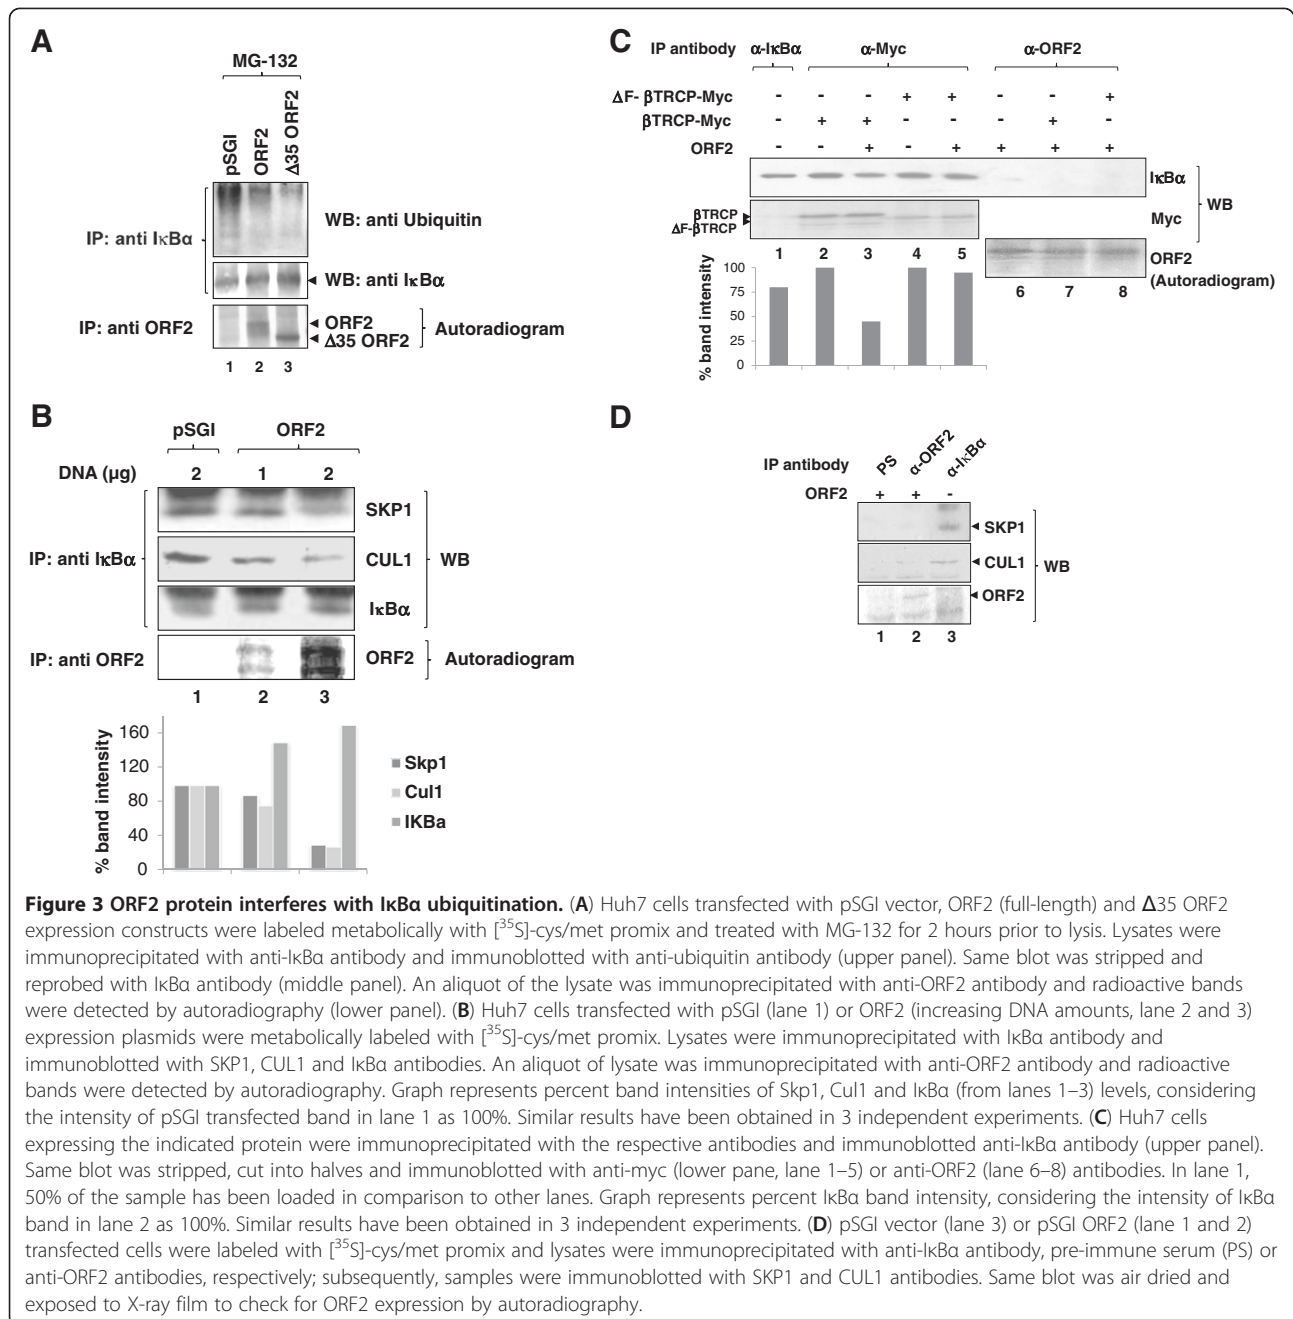 A
MG-132
pSGI
ORF2
Δ35 ORF2
IP: anti IκBα
WB: anti Ubiquitin
WB: anti IκBα
IP: anti ORF2
ORF2
Δ35 ORF2
Autoradiogram
1 2 3
B
pSGI ORF2
DNA (µg) 2 1 2
SKP1
IP: anti IκBα CUL1 WB
IκBα
IP: anti ORF2 ORF2 Autoradiogram
1 2 3
% band intensity
160
120
80
40
0
Skp1
Cul1
IKBa
C
IP antibody α-IκBα α-Myc α-ORF2
ΔF- βTRCP-Myc - - - + + - - +
βTRCP-Myc - + + - - - + -
ORF2 - - + - + + + +
IκBα
WB
βTRCP
ΔF-βTRCP
Myc
1 2 3 4 5
ORF2
(Autoradiogram)
6 7 8
% band intensity
100
75
50
25
0
D
IP antibody PS α-ORF2 α-IκBα
ORF2 + + -
SKP1
CUL1
WB
ORF2
1 2 3
Figure 3 ORF2 protein interferes with IκBα ubiquitination. (A) Huh7 cells transfected with pSGI vector, ORF2 (full-length) and Δ35 ORF2
expression constructs were labeled metabolically with [35S]-cys/met promix and treated with MG-132 for 2 hours prior to lysis. Lysates were
immunoprecipitated with anti-IκBα antibody and immunoblotted with anti-ubiquitin antibody (upper panel). Same blot was stripped and
reprobed with IκBα antibody (middle panel). An aliquot of the lysate was immunoprecipitated with anti-ORF2 antibody and radioactive bands
were detected by autoradiography (lower panel). (B) Huh7 cells transfected with pSGI (lane 1) or ORF2 (increasing DNA amounts, lane 2 and 3)
expression plasmids were metabolically labeled with [35S]-cys/met promix. Lysates were immunoprecipitated with IκBα antibody and
immunoblotted with SKP1, CUL1 and IκBα antibodies. An aliquot of lysate was immunoprecipitated with anti-ORF2 antibody and radioactive
bands were detected by autoradiography. Graph represents percent band intensities of Skp1, Cul1 and IκBα (from lanes 1–3) levels, considering
the intensity of pSGI transfected band in lane 1 as 100%. Similar results have been obtained in 3 independent experiments. (C) Huh7 cells
expressing the indicated protein were immunoprecipitated with the respective antibodies and immunoblotted anti-IκBα antibody (upper panel).
Same blot was stripped, cut into halves and immunoblotted with anti-myc (lower pane, lane 1–5) or anti-ORF2 (lane 6–8) antibodies. In lane 1,
50% of the sample has been loaded in comparison to other lanes. Graph represents percent IκBα band intensity, considering the intensity of IκBα
band in lane 2 as 100%. Similar results have been obtained in 3 independent experiments. (D) pSGI vector (lane 3) or pSGI ORF2 (lane 1 and 2)
transfected cells were labeled with [35S]-cys/met promix and lysates were immunoprecipitated with anti-IκBα antibody, pre-immune serum (PS) or
anti-ORF2 antibodies, respectively; subsequently, samples were immunoblotted with SKP1 and CUL1 antibodies. Same blot was air dried and
exposed to X-ray film to check for ORF2 expression by autoradiography.